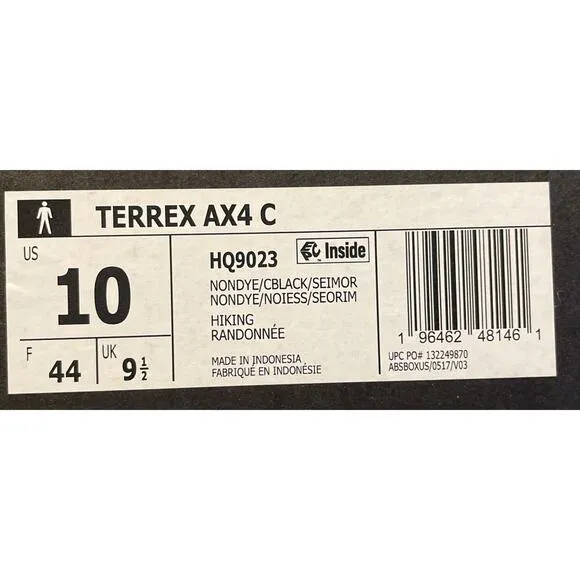 TERREX AX4 C
US
10
F
44
UK
9 1/2
HQ9023
Inside
NONDYE/CBLACK/SEIMOR
NONDYE/NOIESS/SEORIM
HIKING
RANDONNÉE
MADE IN INDONESIA
FABRIQUÉ EN INDONÉSIE
1 96462 48146 1
UPC PO# 132249870
ABSBOXUS/0517/V03